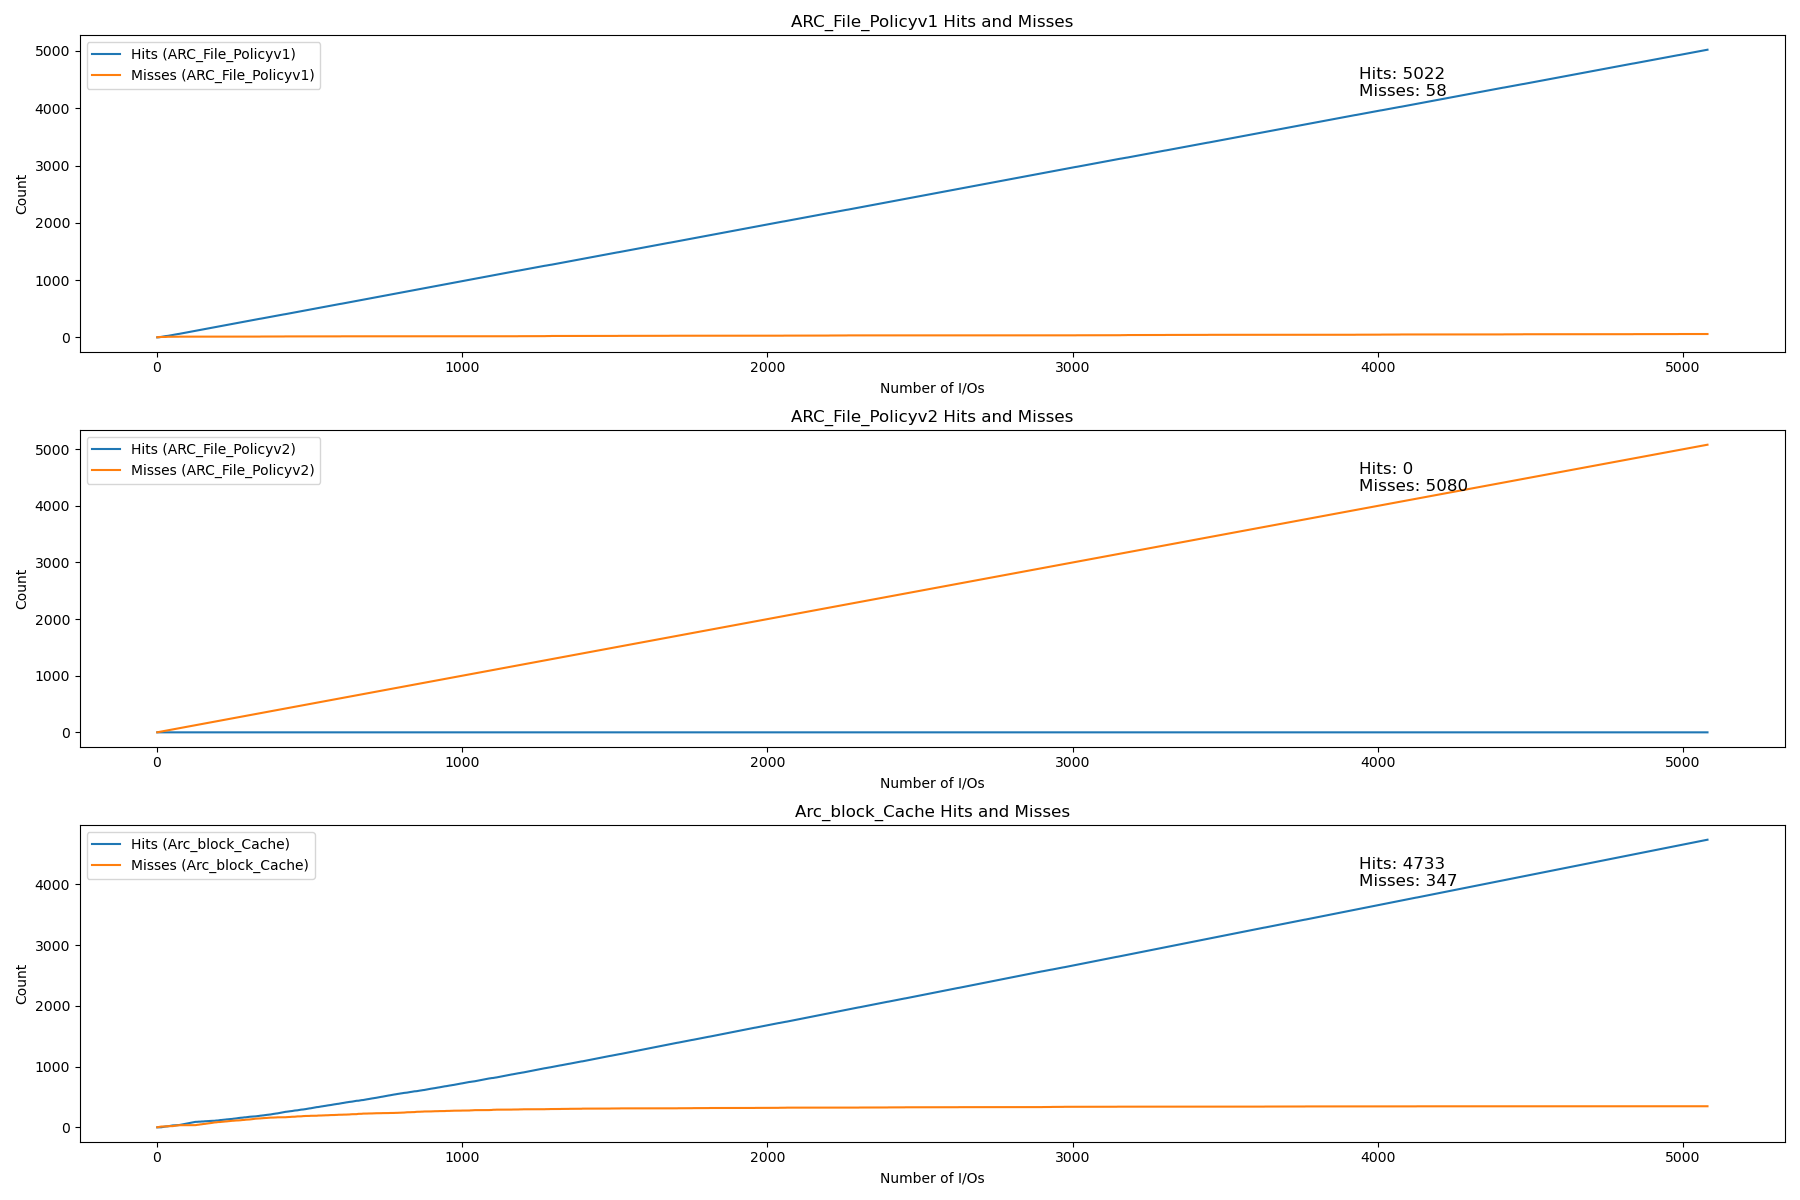 ARC_File_Policyv1 Hits and Misses
Hits (ARC_File_Policyv1)
Misses (ARC_File_Policyv1)
Hits: 5022
Misses: 58
5000
4000
3000
2000
1000
0
Count
0 1000 2000 3000 4000 5000
Number of I/Os
ARC_File_Policyv2 Hits and Misses
Hits (ARC_File_Policyv2)
Misses (ARC_File_Policyv2)
Hits: 0
Misses: 5080
5000
4000
3000
2000
1000
0
Count
0 1000 2000 3000 4000 5000
Number of I/Os
Arc_block_Cache Hits and Misses
Hits (Arc_block_Cache)
Misses (Arc_block_Cache)
Hits: 4733
Misses: 347
4000
3000
2000
1000
0
Count
0 1000 2000 3000 4000 5000
Number of I/Os